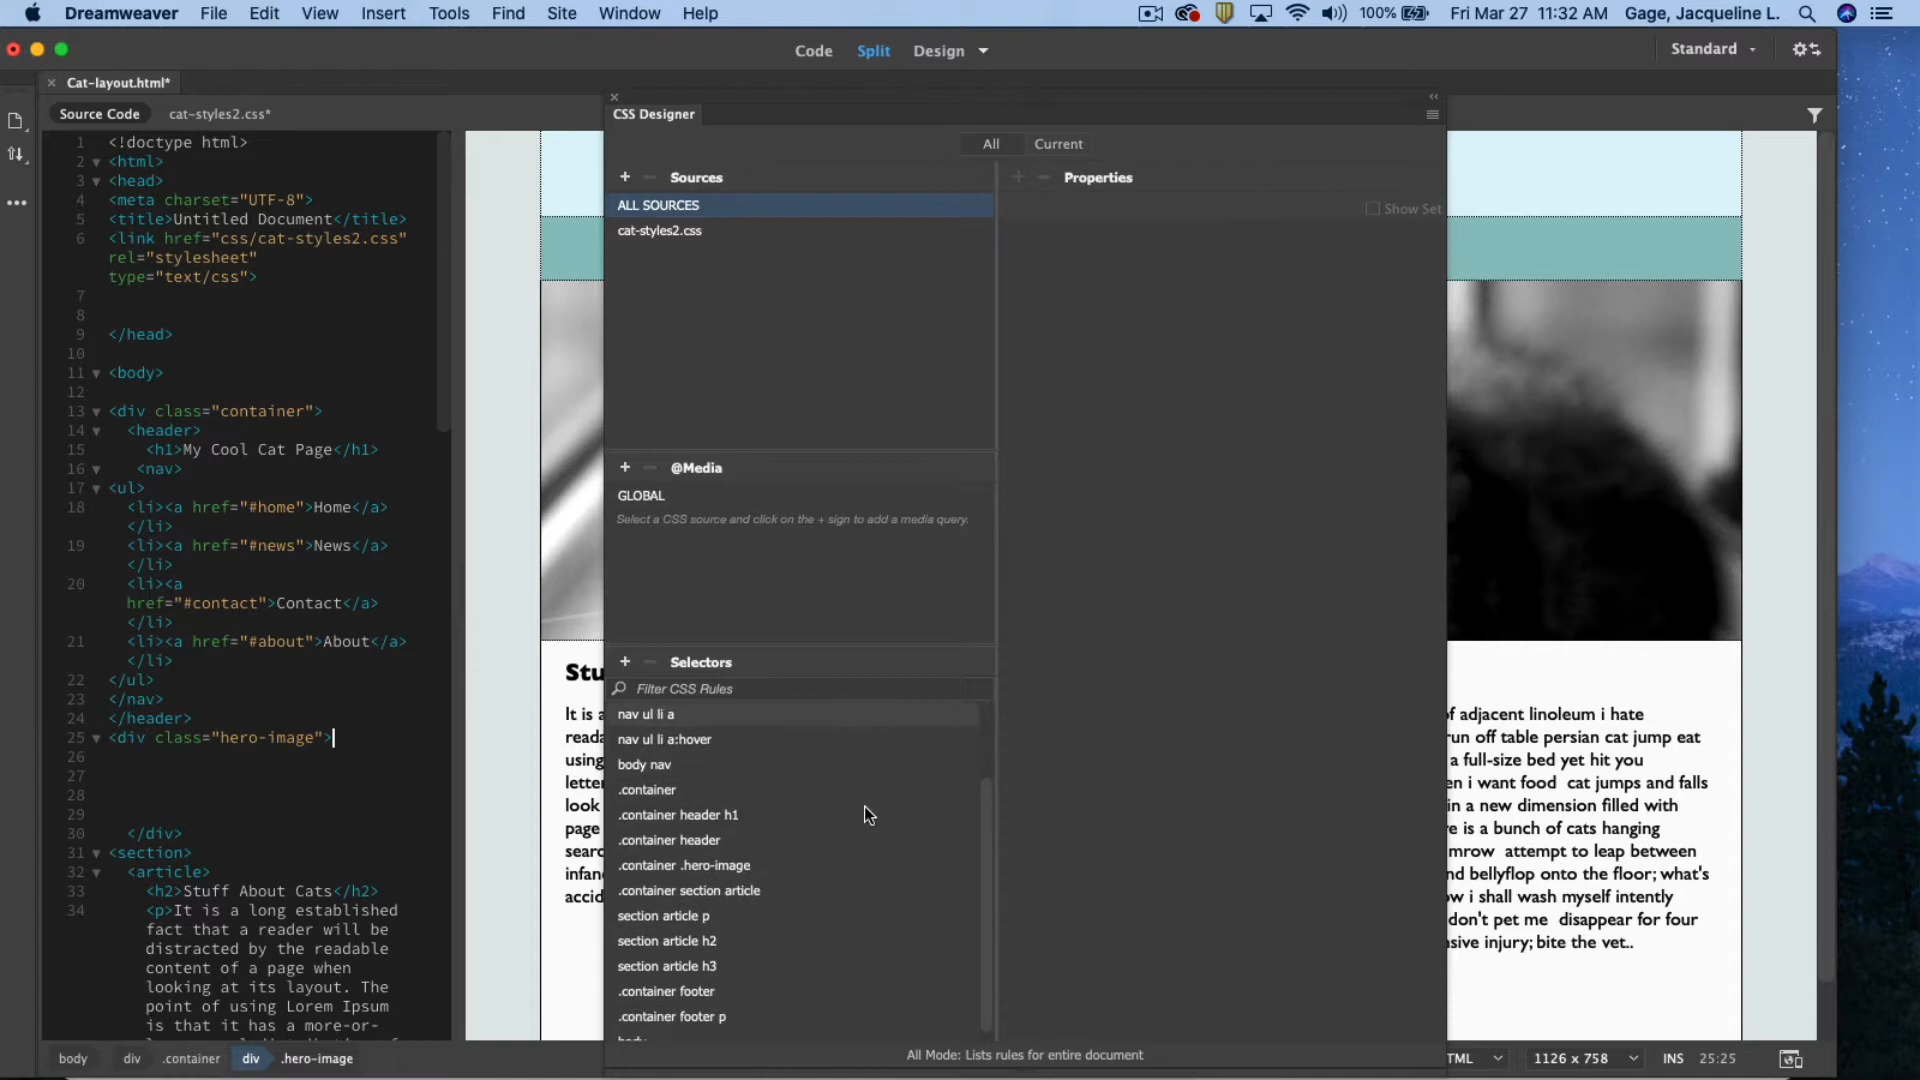 Dreamweaver File Edit View Insert Tools Find Site Window Help 100% Fri Mar 27 11:32 AM Gage, Jacqueline L.
Code Split Design Standard
Cat-layout.html*
Source Code cat-styles2.css*
1 <!doctype html>
2 <html>
3 <head>
4 <meta charset="UTF-8">
5 <title>Untitled Document</title>
6 <link href="css/cat-styles2.css"
rel="stylesheet"
type="text/css">
7
8
9 </head>
10
11 <body>
12
13 <div class="container">
14 <header>
15 <h1>My Cool Cat Page</h1>
16 <nav>
17 <ul>
18 <li><a href="#home">Home</a>
</li>
19 <li><a href="#news">News</a>
</li>
20 <li><a
href="#contact">Contact</a>
</li>
21 <li><a href="#about">About</a>
</li>
22 </ul>
23 </nav>
24 </header>
25 <div class="hero-image">
26
27
28
29
30 </div>
31 <section>
32 <article>
33 <h2>Stuff About Cats</h2>
34 <p>It is a long established
fact that a reader will be
distracted by the readable
content of a page when
looking at its layout. The
point of using Lorem Ipsum
is that it has a more-or-
CSS Designer
All Current
+ Sources
ALL SOURCES
cat-styles2.css
+ @Media
GLOBAL
Select a CSS source and click on the + sign to add a media query.
+ Selectors
Filter CSS Rules
nav ul li a
nav ul li a:hover
body nav
.container
.container header h1
.container header
.container .hero-image
.container section article
section article p
section article h2
section article h3
.container footer
.container footer p
+ Properties
Show Set
All Mode: Lists rules for entire document
Stu
It is a
reada
using
letter
look
page
searc
infan
accid
of adjacent linoleum i hate
run off table persian cat jump eat
a full-size bed yet hit you
en i want food cat jumps and falls
in a new dimension filled with
re is a bunch of cats hanging
mrow attempt to leap between
nd bellyflop onto the floor; what's
ow i shall wash myself intently
don't pet me disappear for four
nsive injury; bite the vet..
body div .container div .hero-image
TML 1126 x 758 INS 25:25